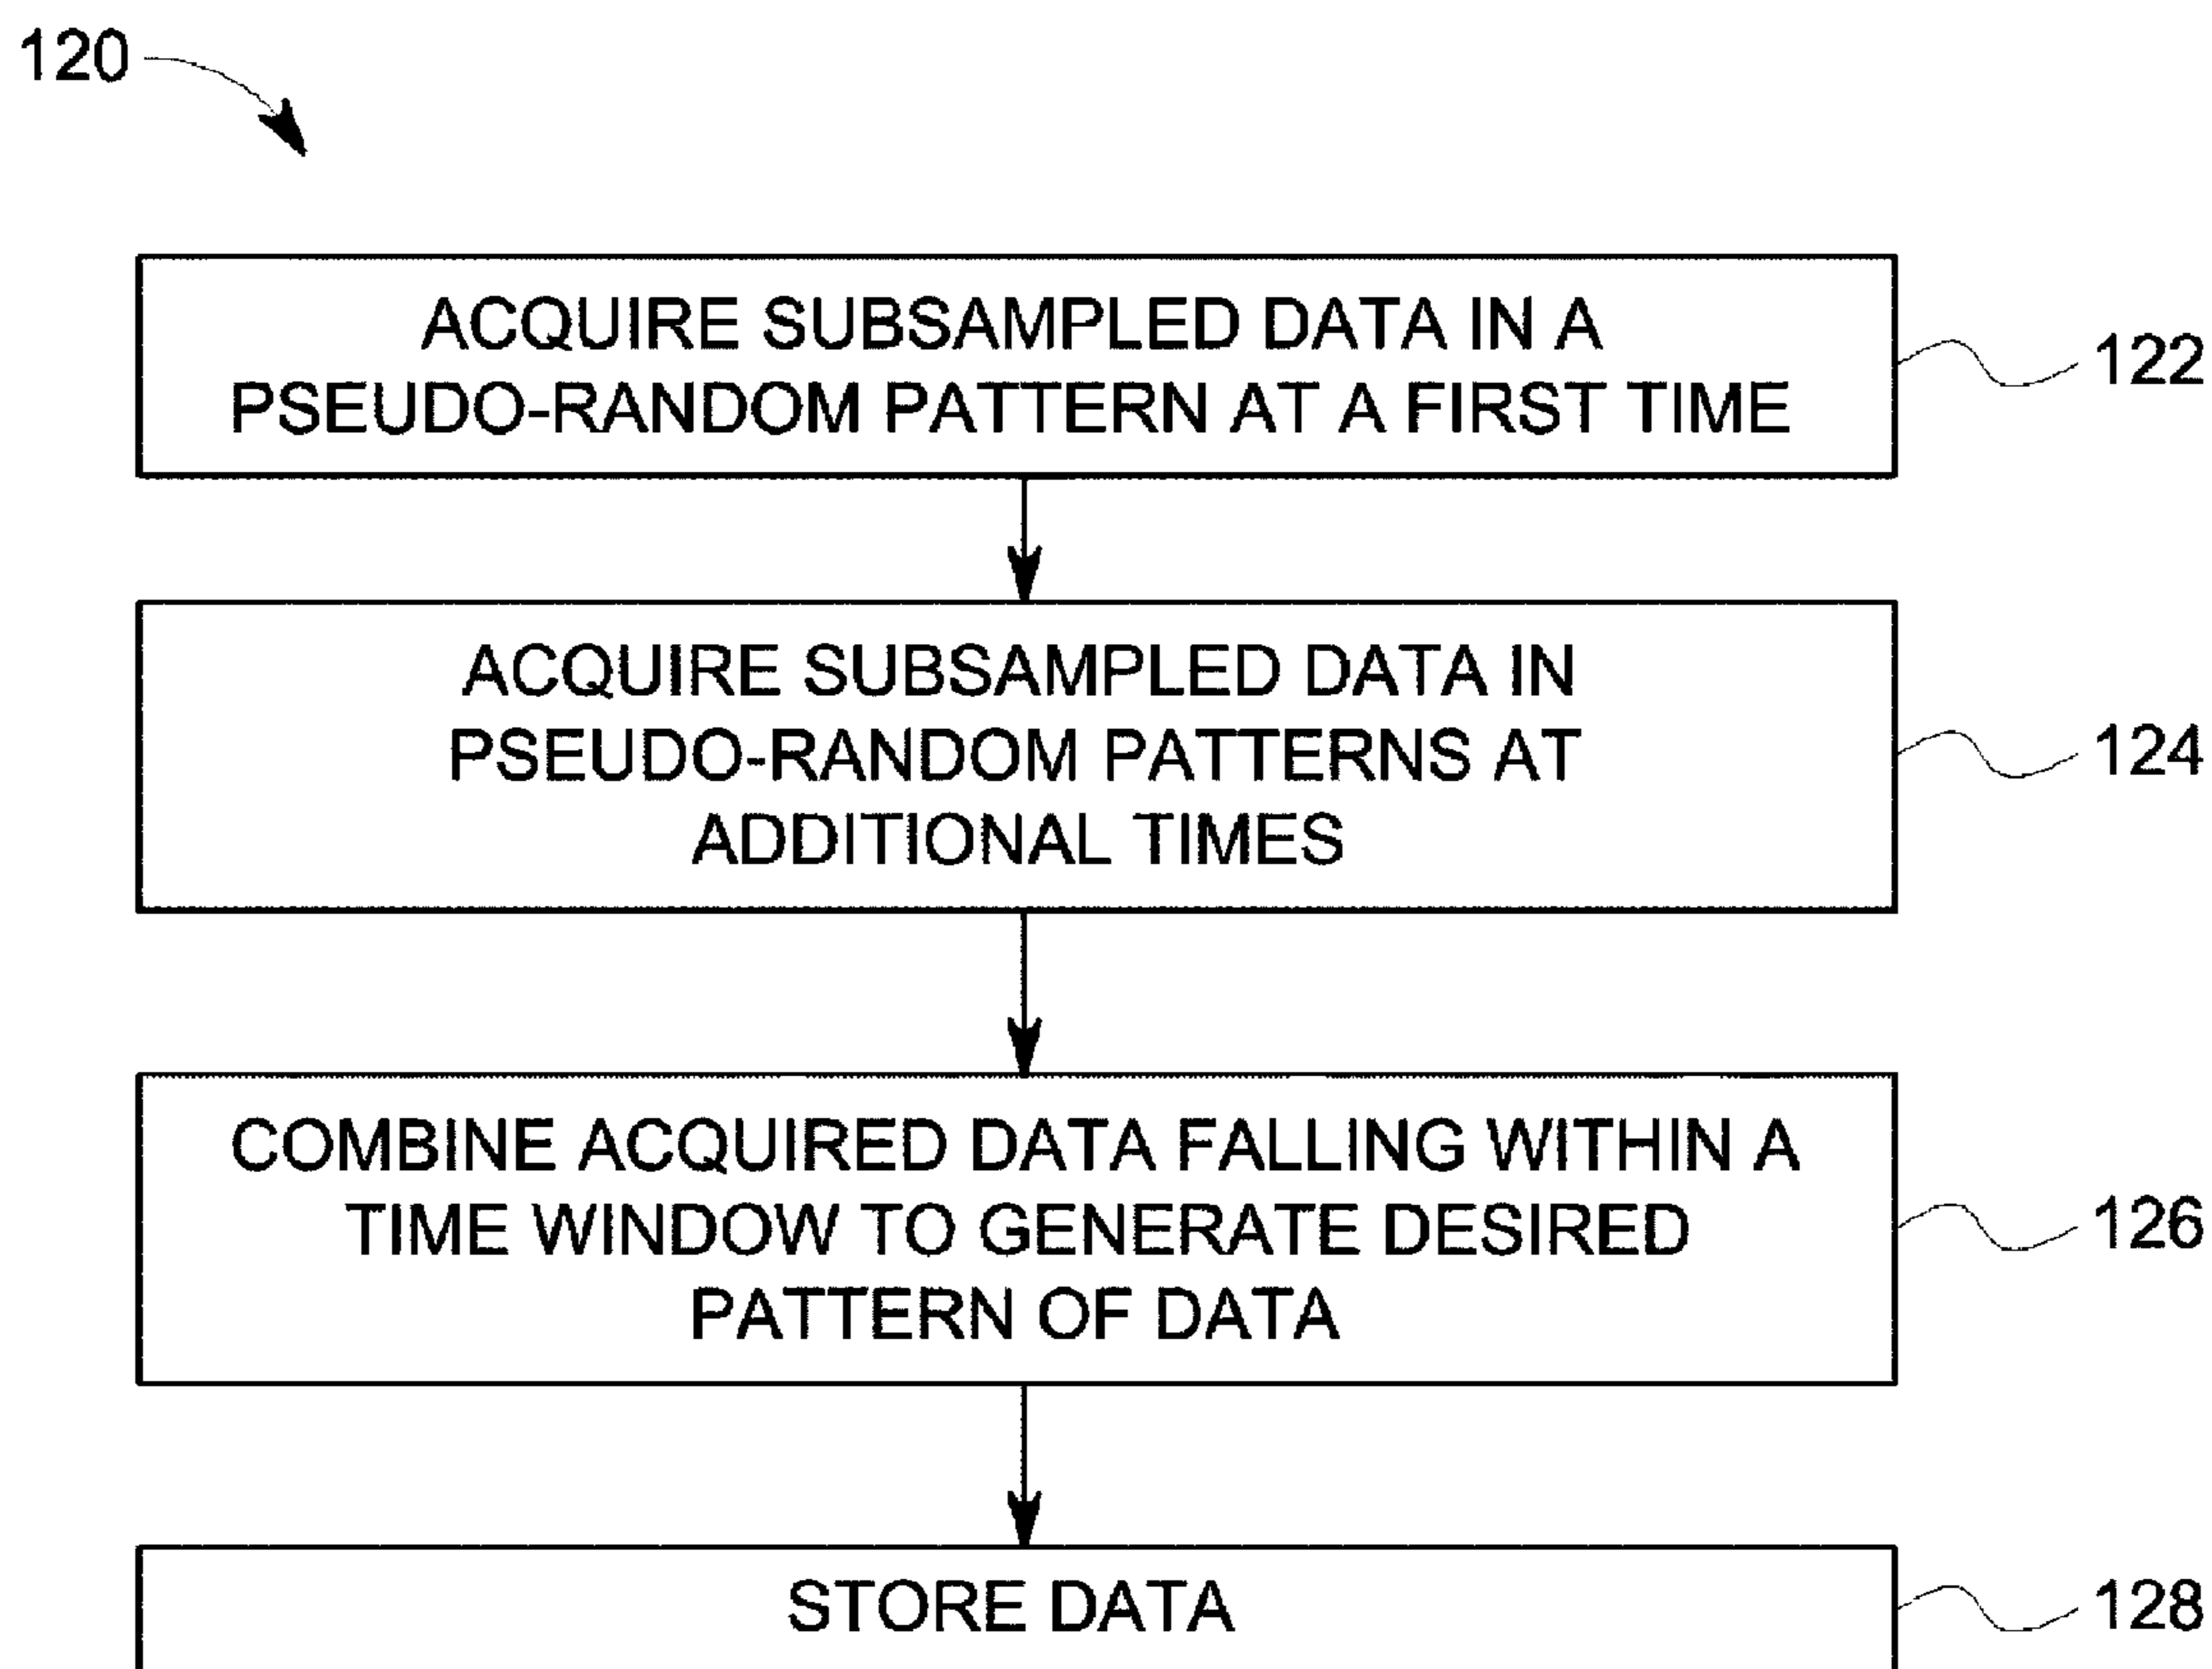 120
ACQUIRE SUBSAMPLED DATA IN A
PSEUDO-RANDOM PATTERN AT A FIRST TIME
122
ACQUIRE SUBSAMPLED DATA IN
PSEUDO-RANDOM PATTERNS AT
ADDITIONAL TIMES
124
COMBINE ACQUIRED DATA FALLING WITHIN A
TIME WINDOW TO GENERATE DESIRED
PATTERN OF DATA
126
STORE DATA
128